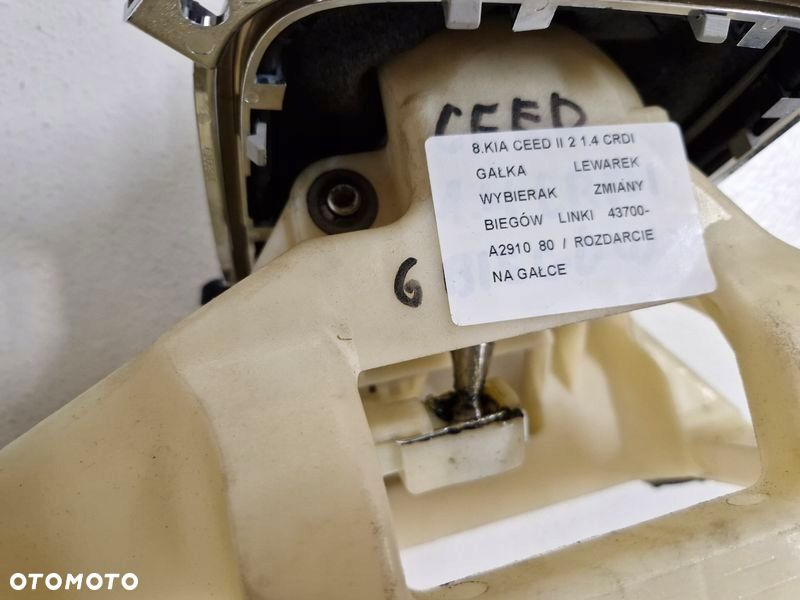 CEED
8.KIA CEED II 2 1.4 CRDI
GAŁKA LEWAREK
WYBIERAK ZMIANY
BIEGÓW LINKI 43700-
A2910 80 / ROZDARCIE
NA GAŁCE
6
OTOMOTO